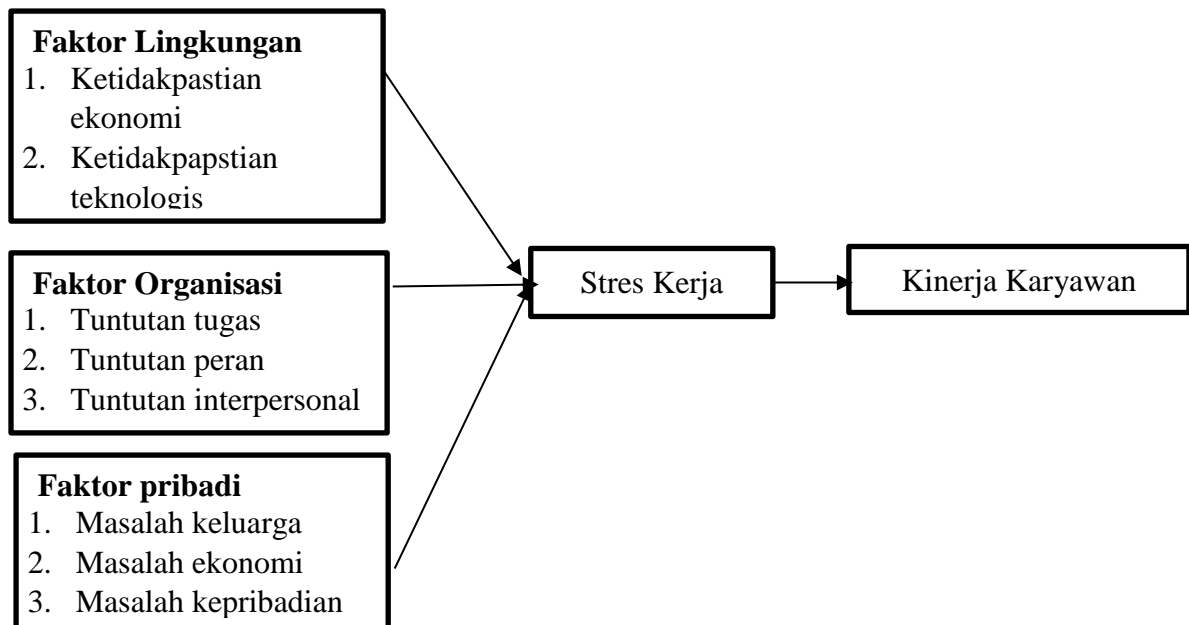 Faktor Lingkungan
1. Ketidakpastian
ekonomi
2. Ketidakpapstian
teknologis
Faktor Organisasi
1. Tuntutan tugas
2. Tuntutan peran
3. Tuntutan interpersonal
Faktor pribadi
1. Masalah keluarga
2. Masalah ekonomi
3. Masalah kepribadian
Stres Kerja
Kinerja Karyawan